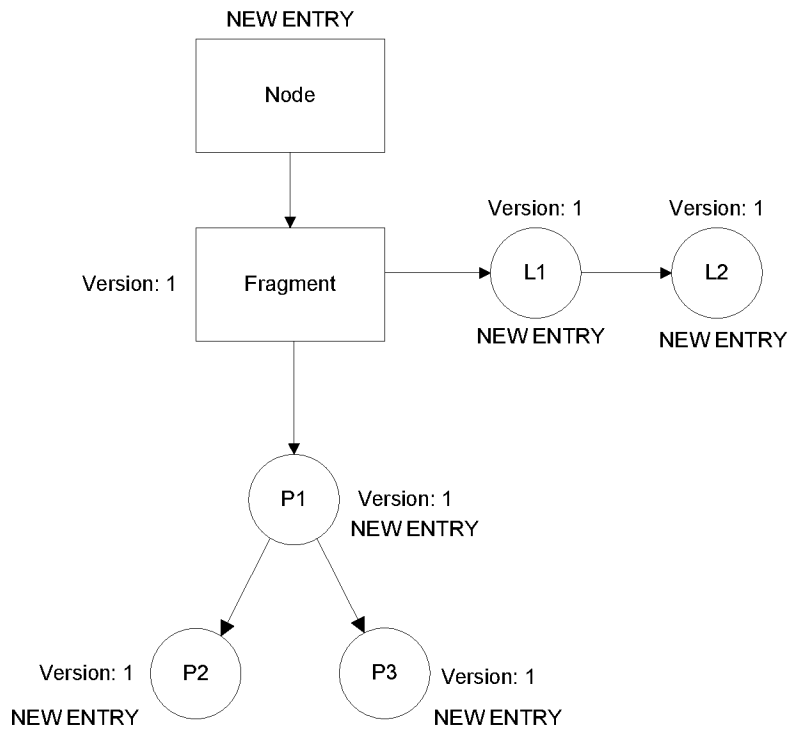 NEW ENTRY
Node
Version: 1
Version: 1
Version: 1
Fragment
L1
L2
NEW ENTRY
NEW ENTRY
P1
Version: 1
NEW ENTRY
Version: 1
P2
P3
Version: 1
NEW ENTRY
NEW ENTRY